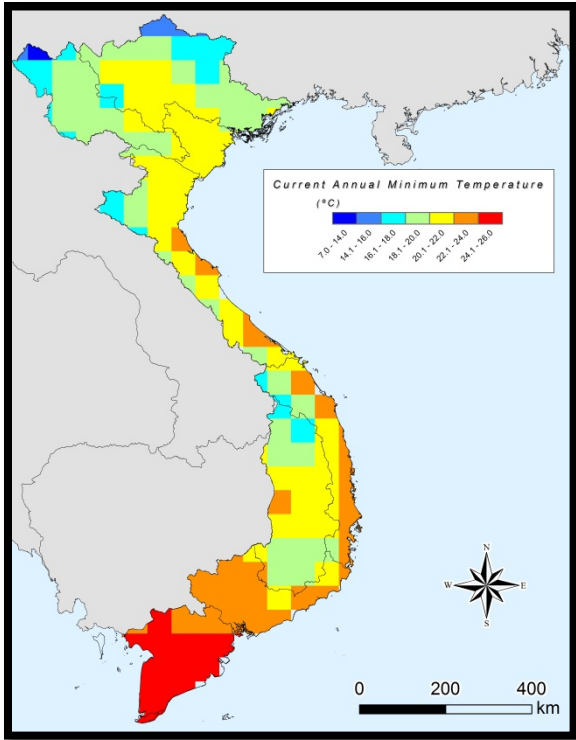 Current Annual Minimum Temperature
(ºC)
7.0 - 14.0
14.1 - 16.0
16.1 - 18.0
18.1 - 20.0
20.1 - 22.0
22.1 - 24.0
24.1 - 26.0
N
W E
S
0 200 400
km